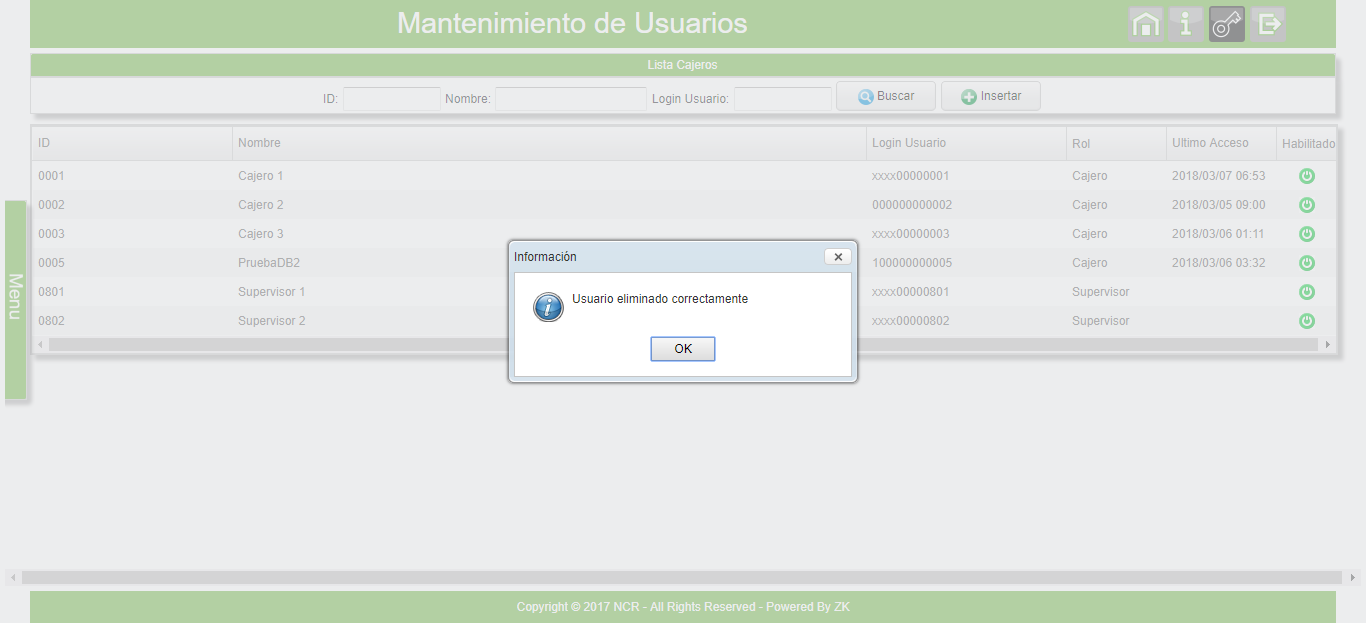 Mantenimiento de Usuarios
Lista Cajeros
ID: Nombre: Login Usuario: Buscar Insertar
ID Nombre Login Usuario Rol Ultimo Acceso Habilitado
0001 Cajero 1 xxxx00000001 Cajero 2018/03/07 06:53
0002 Cajero 2 000000000002 Cajero 2018/03/05 09:00
0003 Cajero 3 xxxx00000003 Cajero 2018/03/06 01:11
0005 PruebaDB2 100000000005 Cajero 2018/03/06 03:32
0801 Supervisor 1 xxxx00000801 Supervisor
0802 Supervisor 2 xxxx00000802 Supervisor
Menu
Información
Usuario eliminado correctamente
OK
Copyright © 2017 NCR - All Rights Reserved - Powered By ZK